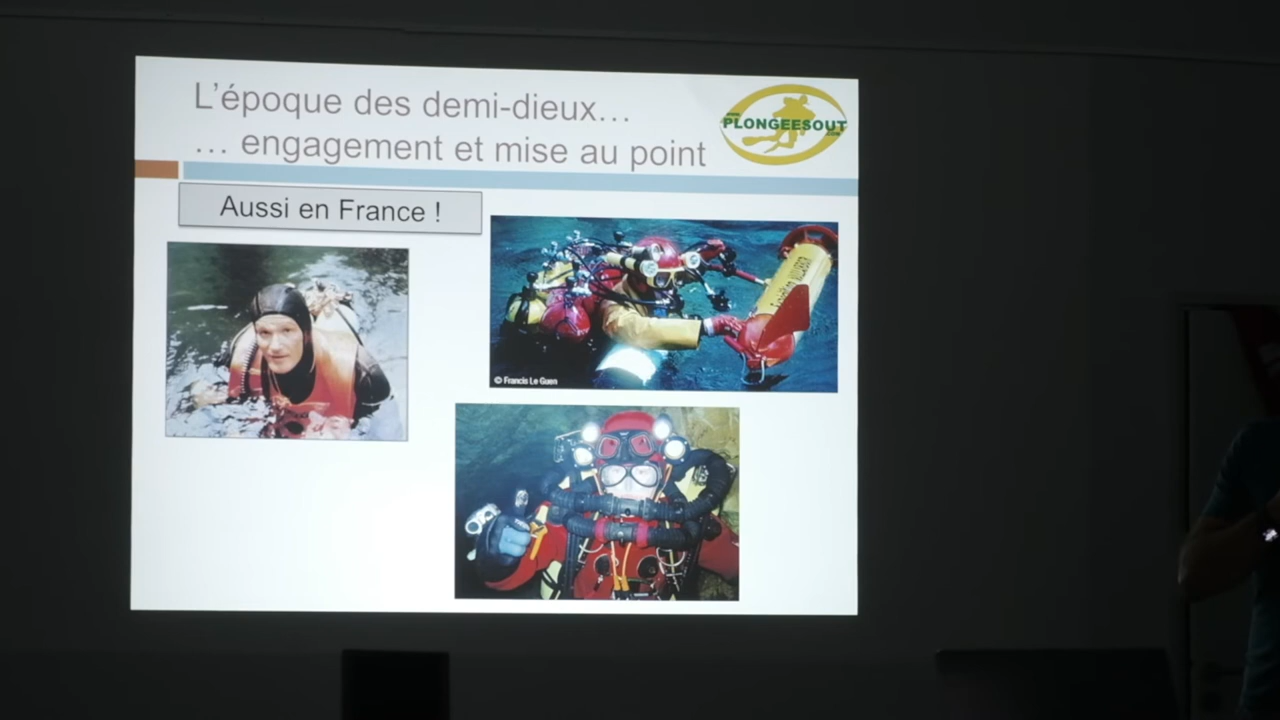 L'époque des demi-dieux…
… engagement et mise au point
PLONGEESOUT
Aussi en France !
© Francis Le Guen